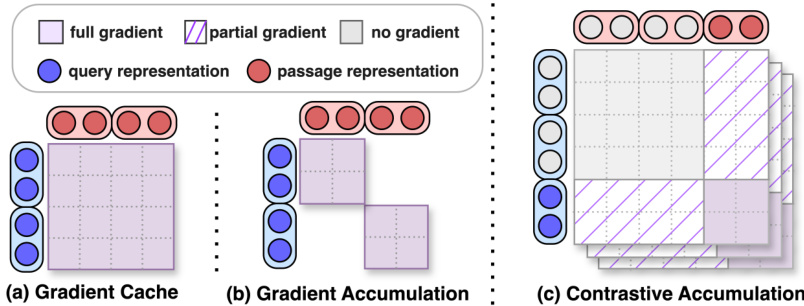 full gradient partial gradient no gradient
query representation passage representation
(a) Gradient Cache
(b) Gradient Accumulation
(c) Contrastive Accumulation